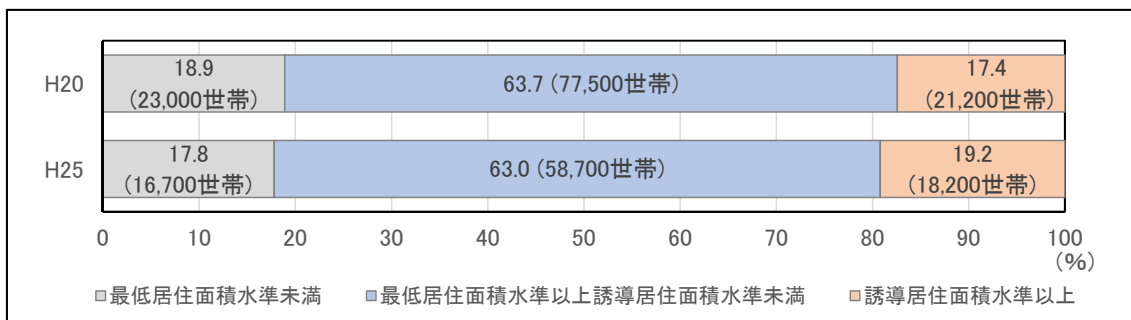 18.9
(23,000世帯)
H20
63.7 (77,500世帯)
17.4
(21,200世帯)
17.8
(16,700世帯)
H25
63.0 (58,700世帯)
19.2
(18,200世帯)
0 10 20 30 40 50 60 70 80 90 100
(%)
最低居住面積水準未満 最低居住面積水準以上誘導居住面積水準未満 誘導居住面積水準以上